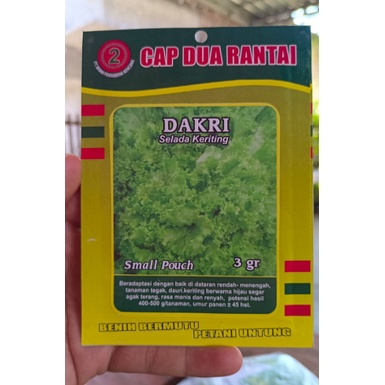 2
CAP DUA RANTAI
DAKRI
Selada Keriting
Small Pouch
3 gr
Beradaptasi dengan baik di dataran rendah- menengah,
tanaman tegak, daun keriting berwarna hijau segar
agak terang, rasa manis dan renyah, potensi hasil
400-500 g/tanaman, umur panen ± 45 hst.
BENIH BERMUTU
PETANI UNTUNG